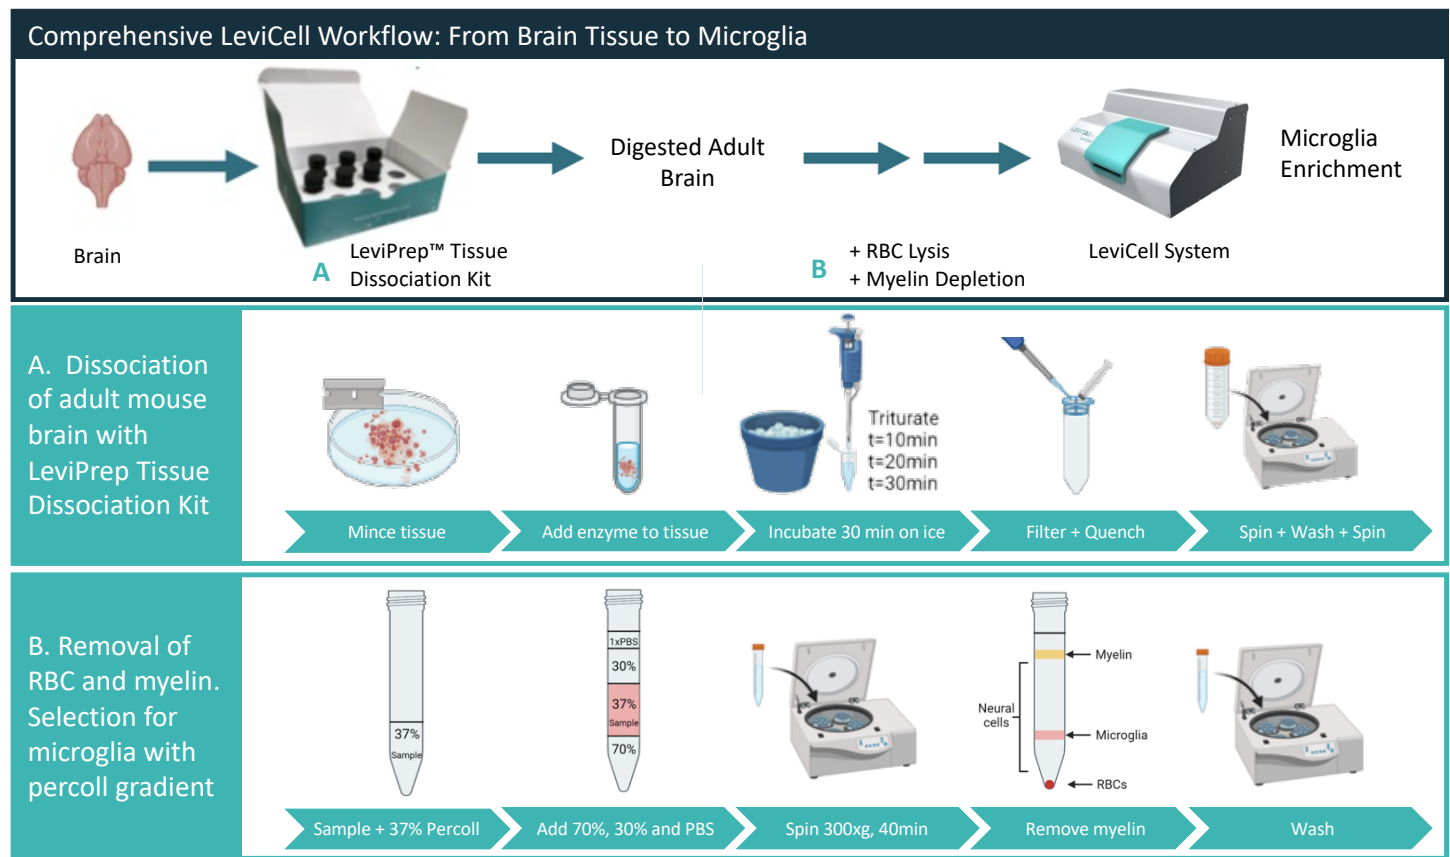 Comprehensive LeviCell Workflow: From Brain Tissue to Microglia
Brain
A
LeviPrep™ Tissue
Dissociation Kit
Digested Adult
Brain
B
+ RBC Lysis
+ Myelin Depletion
LeviCell System
Microglia
Enrichment
A. Dissociation
of adult mouse
brain with
LeviPrep Tissue
Dissociation Kit
Triturate
t=10min
t=20min
t=30min
Mince tissue
Add enzyme to tissue
Incubate 30 min on ice
Filter + Quench
Spin + Wash + Spin
B. Removal of
RBC and myelin.
Selection for
microglia with
percoll gradient
37%
Sample
1xPBS
30%
37%
Sample
70%
Neural
cells
Myelin
Microglia
RBCs
Sample + 37% Percoll
Add 70%, 30% and PBS
Spin 300xg, 40min
Remove myelin
Wash